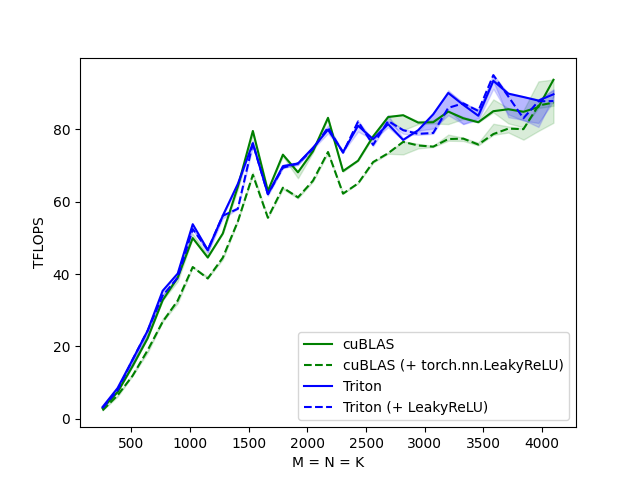 TFLOPS
80
60
40
20
0
cuBLAS
cuBLAS (+ torch.nn.LeakyReLU)
Triton
Triton (+ LeakyReLU)
500 1000 1500 2000 2500 3000 3500 4000
M = N = K